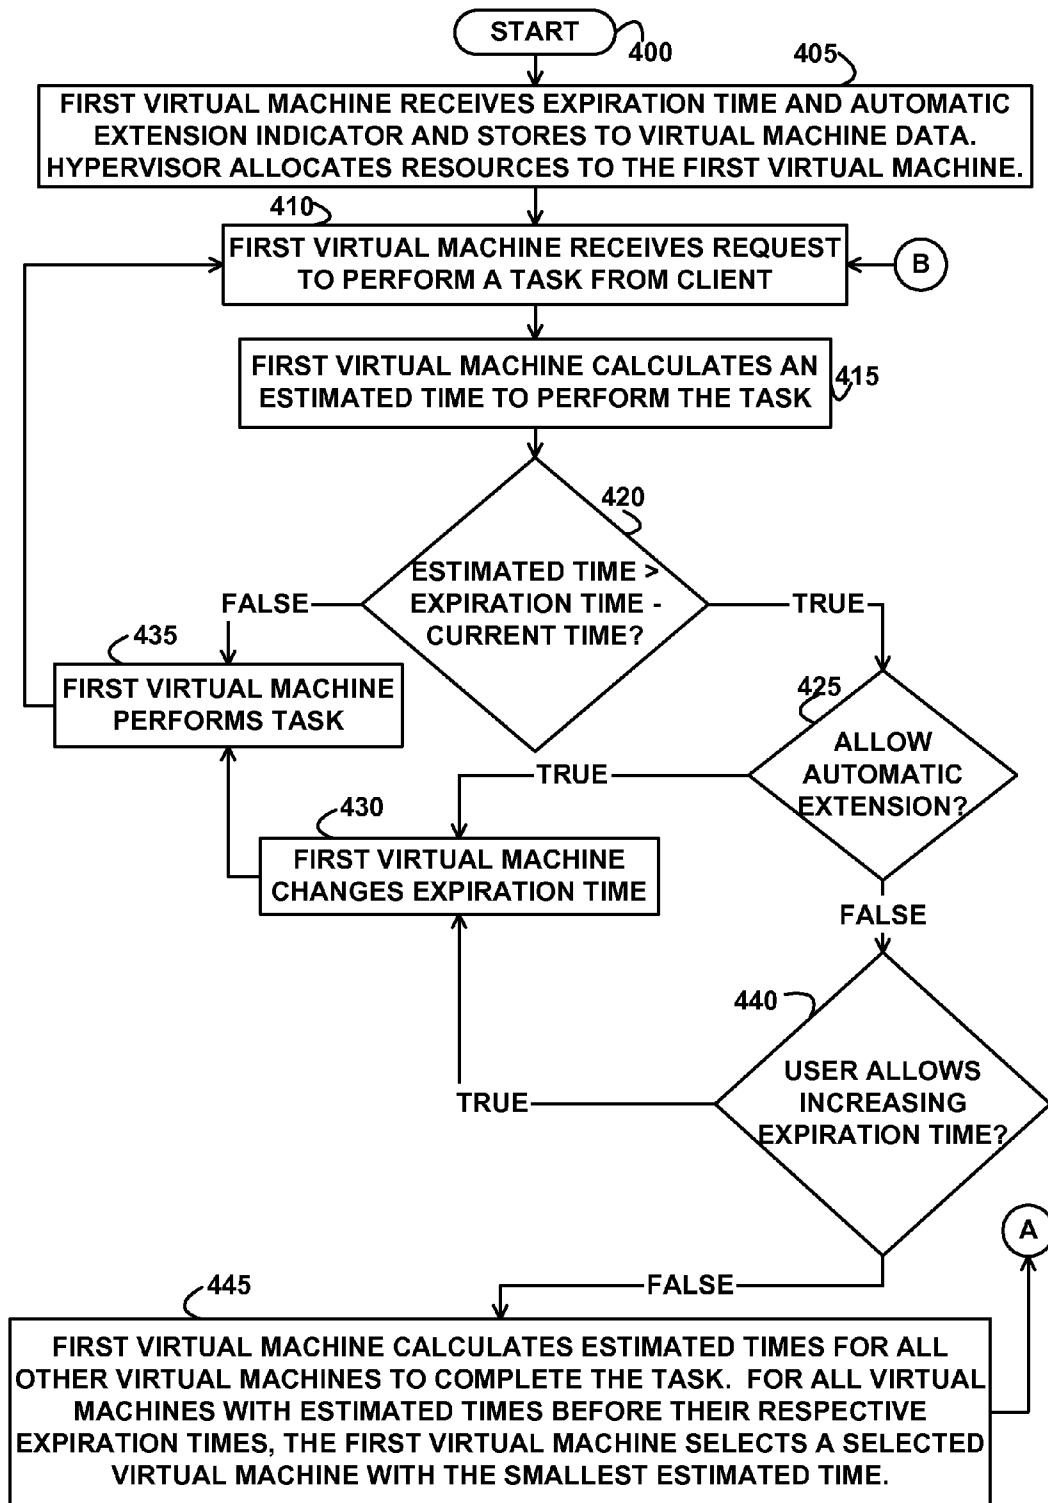 START
400
405
FIRST VIRTUAL MACHINE RECEIVES EXPIRATION TIME AND AUTOMATIC
EXTENSION INDICATOR AND STORES TO VIRTUAL MACHINE DATA.
HYPERVISOR ALLOCATES RESOURCES TO THE FIRST VIRTUAL MACHINE.
410
FIRST VIRTUAL MACHINE RECEIVES REQUEST
TO PERFORM A TASK FROM CLIENT
B
FIRST VIRTUAL MACHINE CALCULATES AN
ESTIMATED TIME TO PERFORM THE TASK
415
420
ESTIMATED TIME >
EXPIRATION TIME -
CURRENT TIME?
FALSE
TRUE
435
FIRST VIRTUAL MACHINE
PERFORMS TASK
425
ALLOW
AUTOMATIC
EXTENSION?
TRUE
430
FIRST VIRTUAL MACHINE
CHANGES EXPIRATION TIME
FALSE
440
USER ALLOWS
INCREASING
EXPIRATION TIME?
TRUE
A
FALSE
445
FIRST VIRTUAL MACHINE CALCULATES ESTIMATED TIMES FOR ALL
OTHER VIRTUAL MACHINES TO COMPLETE THE TASK. FOR ALL VIRTUAL
MACHINES WITH ESTIMATED TIMES BEFORE THEIR RESPECTIVE
EXPIRATION TIMES, THE FIRST VIRTUAL MACHINE SELECTS A SELECTED
VIRTUAL MACHINE WITH THE SMALLEST ESTIMATED TIME.